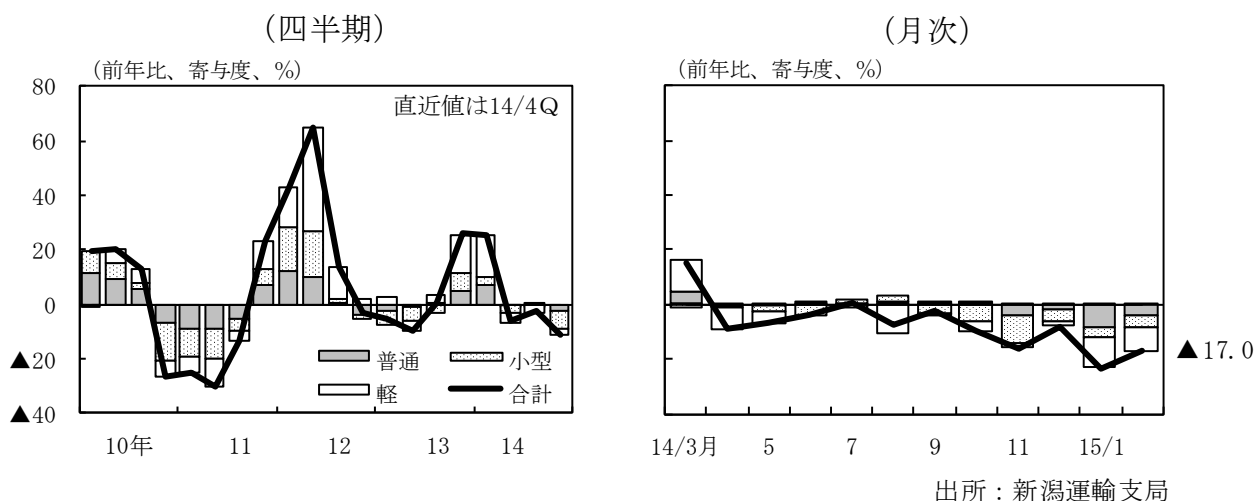 (四半期)
(前年比、寄与度、%)
直近値は14/4Q
80
60
40
20
0
▲20
▲40
普通
小型
軽
合計
10年 11 12 13 14
(月次)
(前年比、寄与度、%)
▲17.0
14/3月 5 7 9 11 15/1
出所：新潟運輸支局